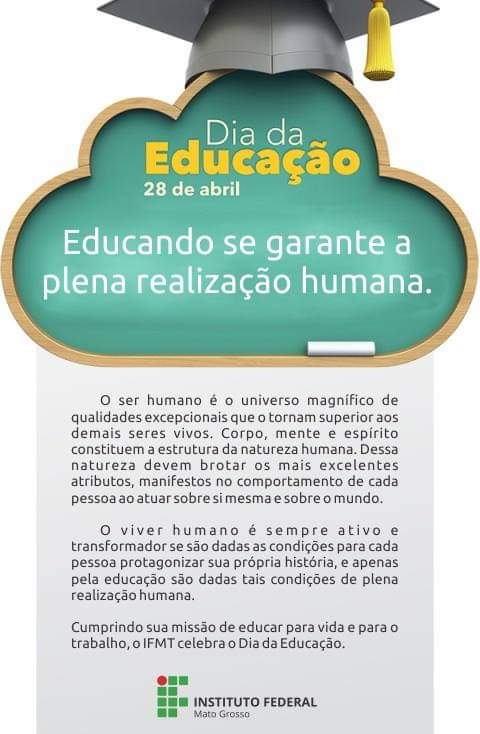 Dia da
Educação
28 de abril
Educando se garante a
plena realização humana.
O ser humano é o universo magnífico de
qualidades excepcionais que o tornam superior aos
demais seres vivos. Corpo, mente e espírito
constituem a estrutura da natureza humana. Dessa
natureza devem brotar os mais excelentes
atributos, manifestos no comportamento de cada
pessoa ao atuar sobre si mesma e sobre o mundo.
O viver humano é sempre ativo e
transformador se são dadas as condições para cada
pessoa protagonizar sua própria história, e apenas
pela educação são dadas tais condições de plena
realização humana.
Cumprindo sua missão de educar para vida e para o
trabalho, o IFMT celebra o Dia da Educação.
INSTITUTO FEDERAL
Mato Grosso